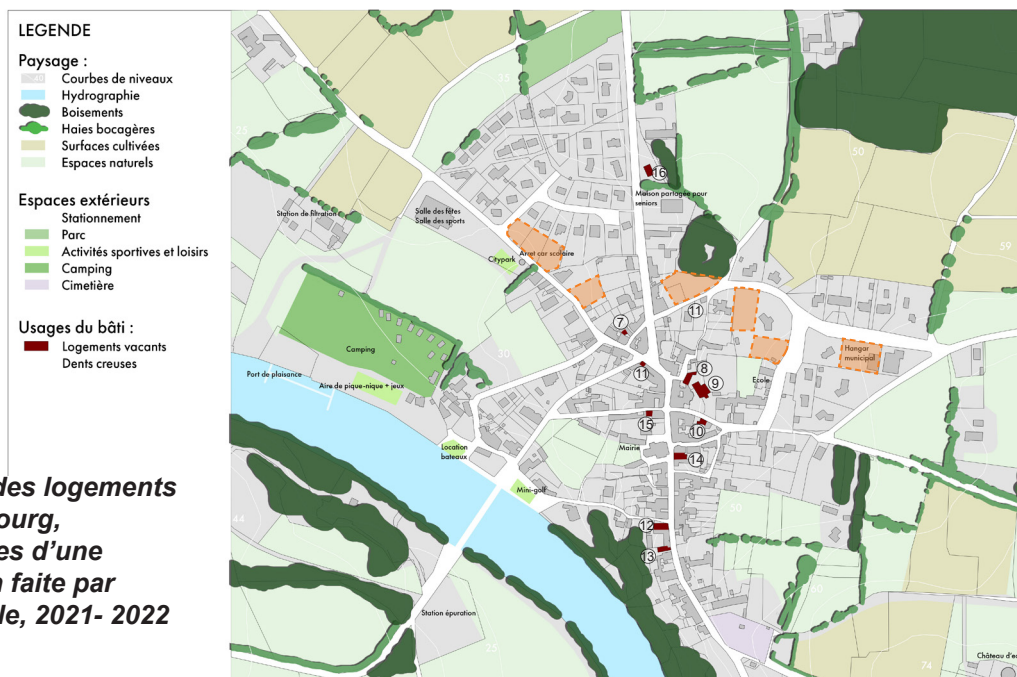 LEGENDE
Paysage :
40
Courbes de niveaux
Hydrographie
Boisements
Haies bocagères
Surfaces cultivées
Espaces naturels
Espaces extérieurs
Stationnement
Parc
Activités sportives et loisirs
Camping
Cimetière
Usages du bâti :
Logements vacants
Dents creuses
des logements
ourg,
es d'une
faite par
le, 2021- 2022
25
25
50
59
16
Maison partagée pour
seniors
Station de filtration
Salle des fêtes
Salle des sports
Citypark
Arret car scolaire
7
11
11
Hangar
municipal
8
9
Ecole
30
Camping
Port de plaisance
Aire de pique-nique + jeux
15
10
Mairie
14
Location
bateaux
Mini-golf
44
50
12
13
60
Station épuration
25
74
Château d'e